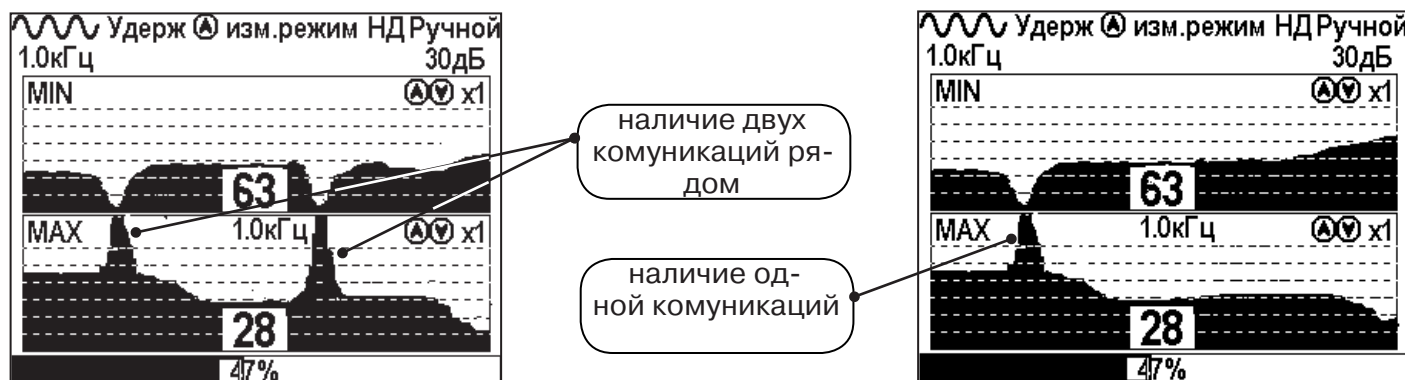 Удерж Ⓐ изм.режим НД Ручной
1.0кГц 30дБ
MIN x1
63
MAX 1.0кГц x1
28
47%
наличие двух
комуникаций ря-
дом
наличие од-
ной комуникаций
Удерж Ⓐ изм.режим НД Ручной
1.0кГц 30дБ
MIN x1
63
MAX 1.0кГц x1
28
47%